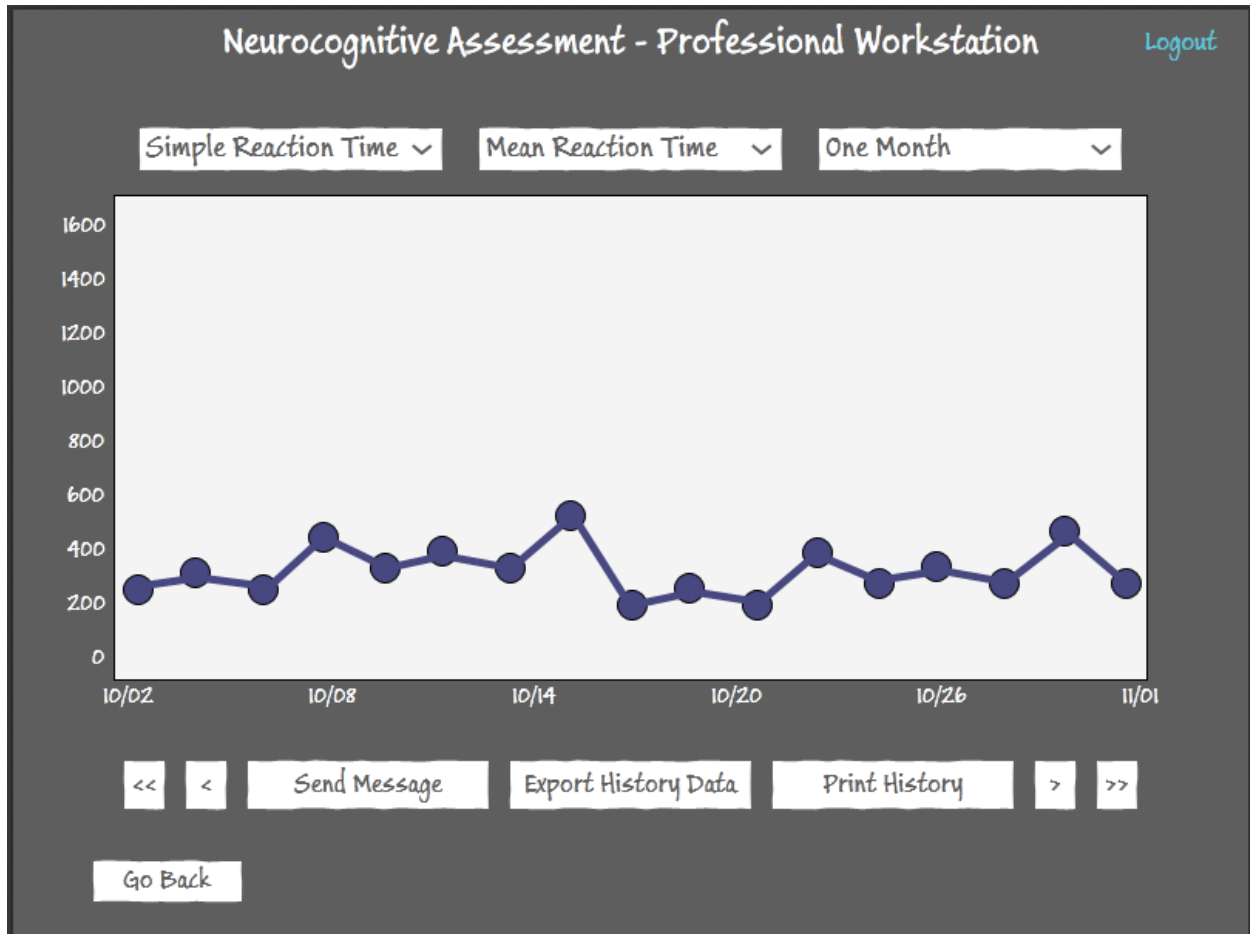 Neurocognitive Assessment - Professional Workstation
Logout
Simple Reaction Time
Mean Reaction Time
One Month
1600
1400
1200
1000
800
600
400
200
0
10/02 10/08 10/14 10/20 10/26 11/01
<< < Send Message Export History Data Print History > >>
Go Back